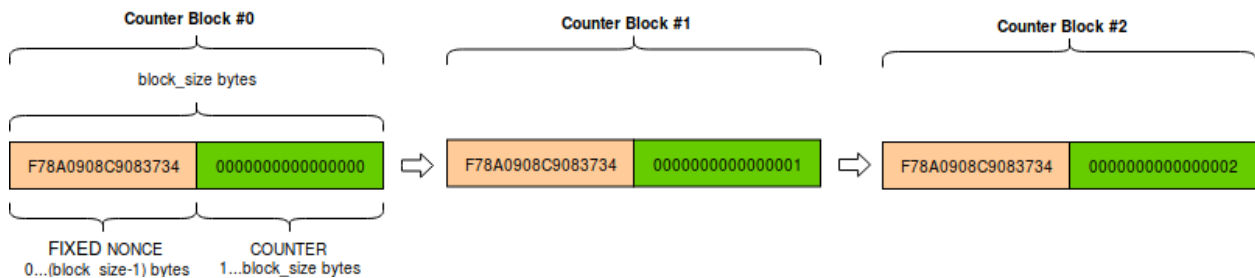 Counter Block #0
Counter Block #1
Counter Block #2
block_size bytes
F78A0908C9083734 0000000000000000
F78A0908C9083734 0000000000000001
F78A0908C9083734 0000000000000002
FIXED NONCE
0...(block_size-1) bytes
COUNTER
1...block_size bytes